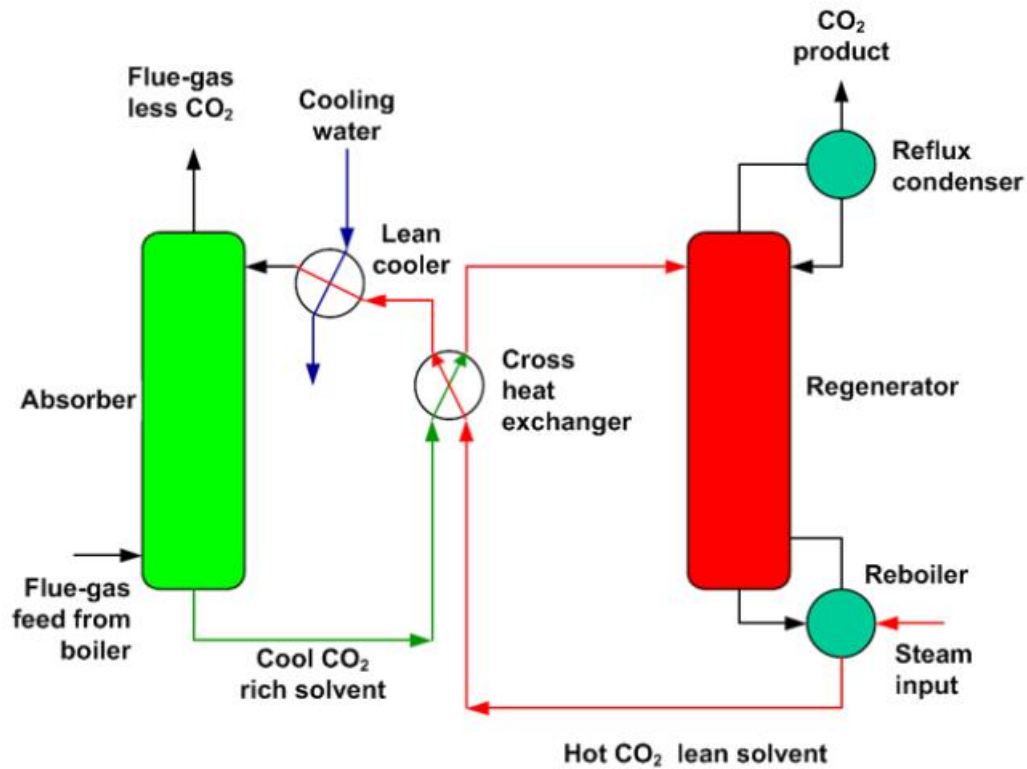 CO₂
product
Flue-gas
less CO₂
Cooling
water
Reflux
condenser
Lean
cooler
Cross
heat
exchanger
Absorber
Regenerator
Flue-gas
feed from
boiler
Reboiler
Cool CO₂
rich solvent
Steam
input
Hot CO₂ lean solvent